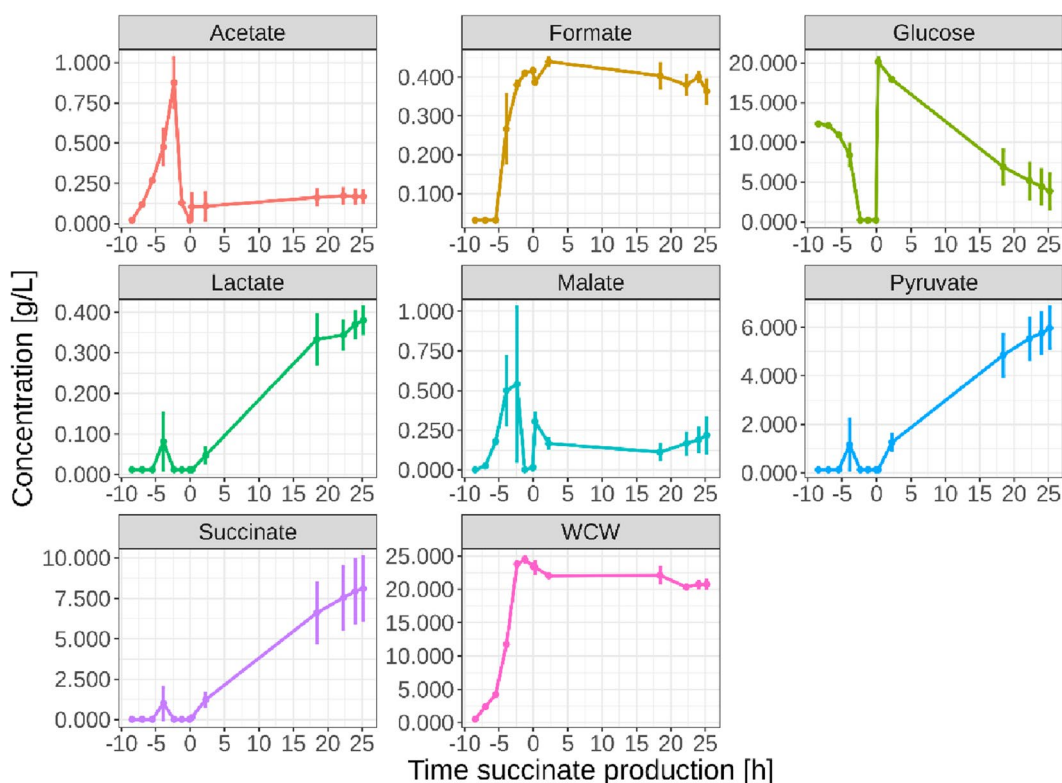 Acetate
Formate
Glucose
1.000
0.750
0.500
0.250
0.000
0.400
0.300
0.200
0.100
20.000
15.000
10.000
5.000
0.000
-10 -5 0 5 10 15 20 25
-10 -5 0 5 10 15 20 25
-10 -5 0 5 10 15 20 25
Lactate
Malate
Pyruvate
0.400
0.300
0.200
0.100
0.000
1.000
0.750
0.500
0.250
0.000
6.000
4.000
2.000
0.000
-10 -5 0 5 10 15 20 25
-10 -5 0 5 10 15 20 25
-10 -5 0 5 10 15 20 25
Succinate
WCW
10.000
7.500
5.000
2.500
0.000
25.000
20.000
15.000
10.000
5.000
0.000
-10 -5 0 5 10 15 20 25
-10 -5 0 5 10 15 20 25
Concentration [g/L]
Time succinate production [h]